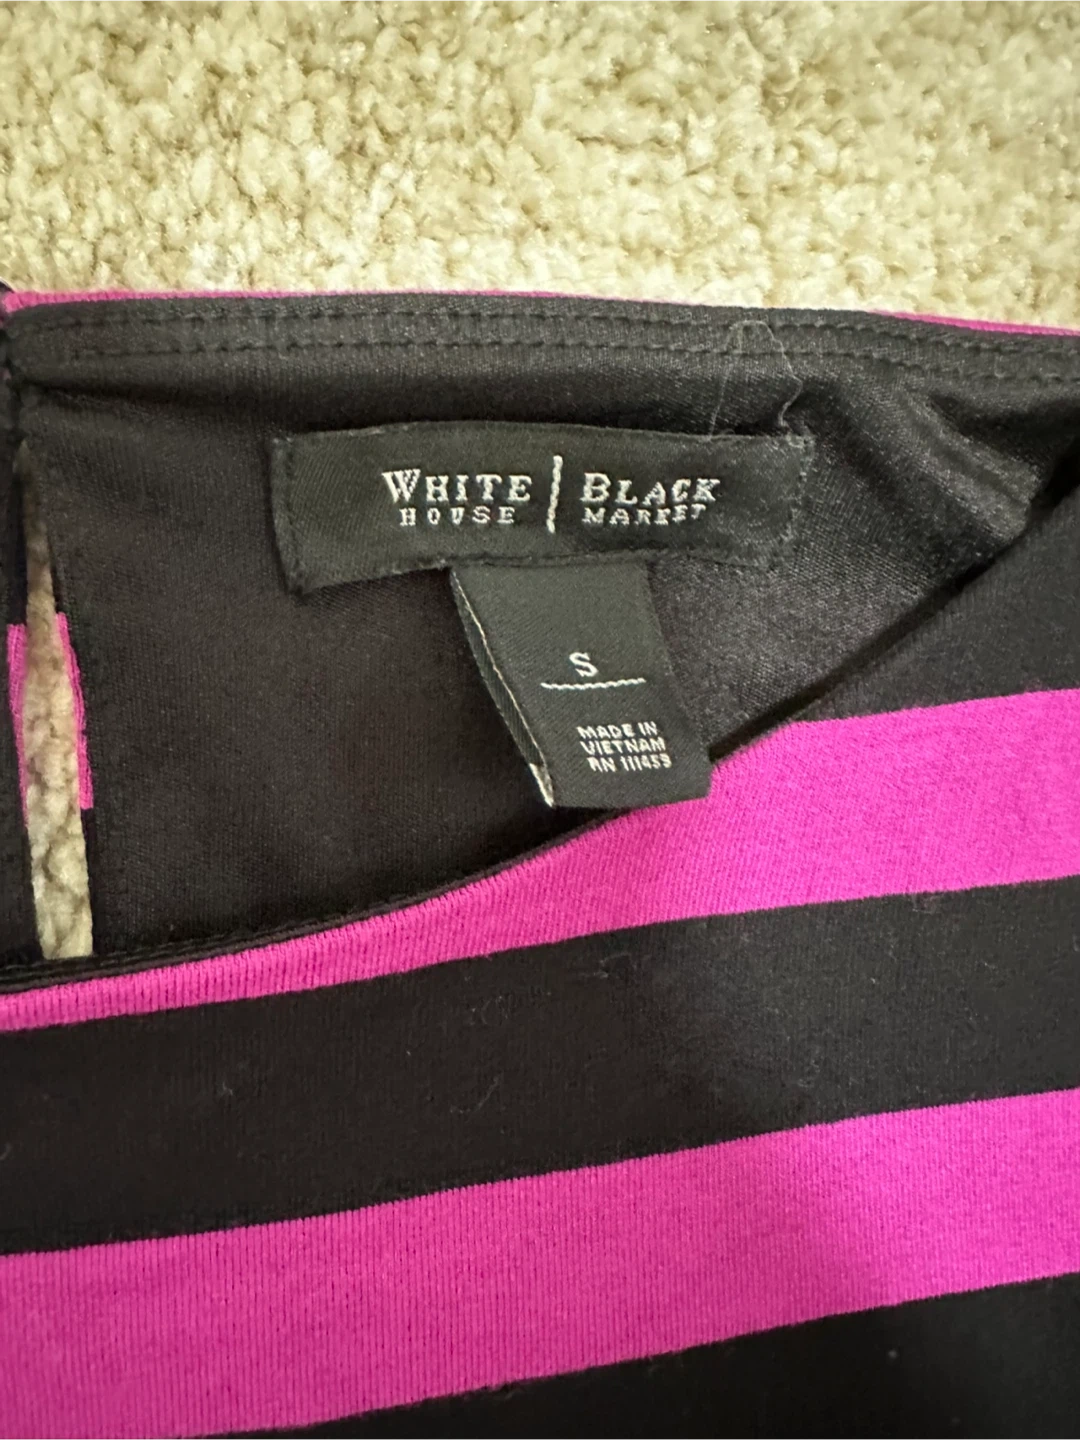 WHITE | BLACK
HOUSE MARKET
S
MADE IN
VIETNAM
RN 111459